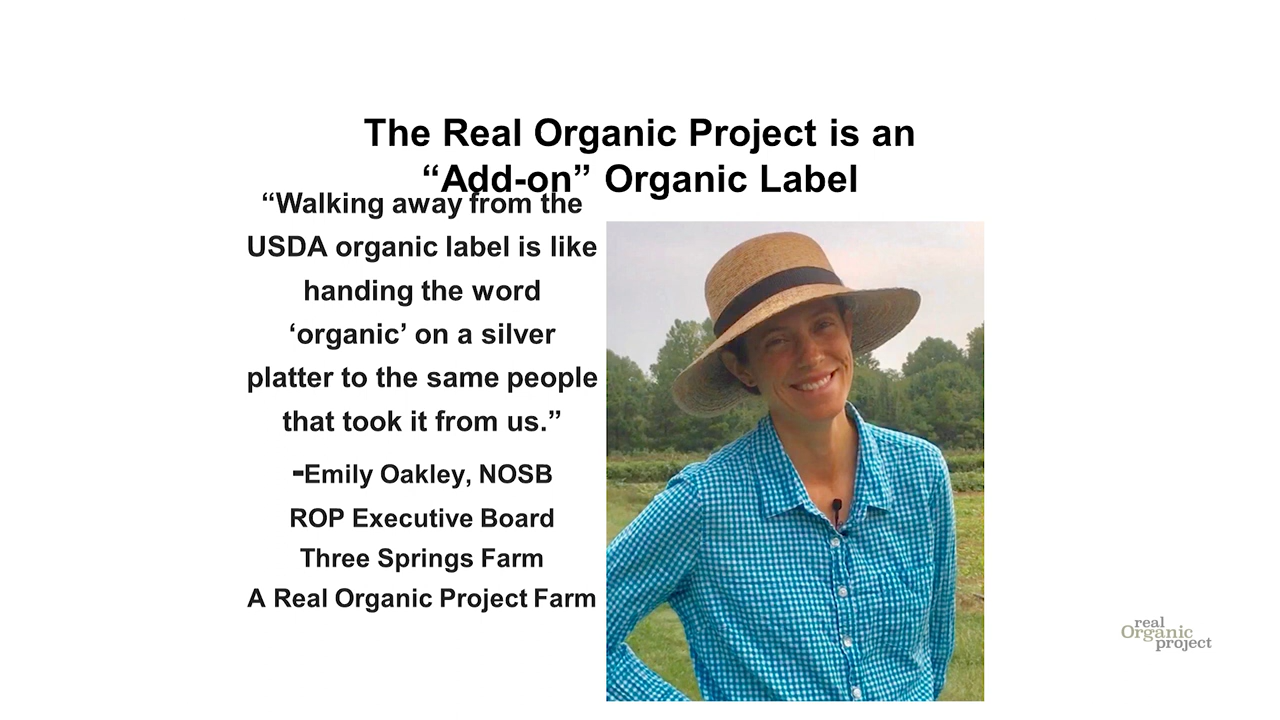 The Real Organic Project is an
“Add-on” Organic Label
“Walking away from the
USDA organic label is like
handing the word
‘organic’ on a silver
platter to the same people
that took it from us.”
-Emily Oakley, NOSB
ROP Executive Board
Three Springs Farm
A Real Organic Project Farm
real
Organic
project